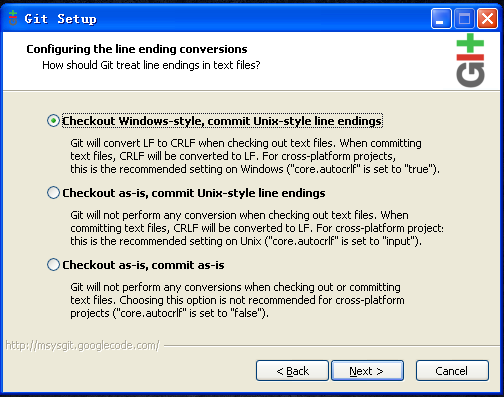 Git Setup
Configuring the line ending conversions
How should Git treat line endings in text files?
Git+
Checkout Windows-style, commit Unix-style line endings
Git will convert LF to CRLF when checking out text files. When committing
text files, CRLF will be converted to LF. For cross-platform projects,
this is the recommended setting on Windows ("core.autocrlf" is set to "true").
Checkout as-is, commit Unix-style line endings
Git will not perform any conversion when checking out text files. When
committing text files, CRLF will be converted to LF. For cross-platform project:
this is the recommended setting on Unix ("core.autocrlf" is set to "input").
Checkout as-is, commit as-is
Git will not perform any conversions when checking out or committing
text files. Choosing this option is not recommended for cross-platform
projects ("core.autocrlf" is set to "false").
http://msysgit.googlecode.com/
< Back
Next >
Cancel